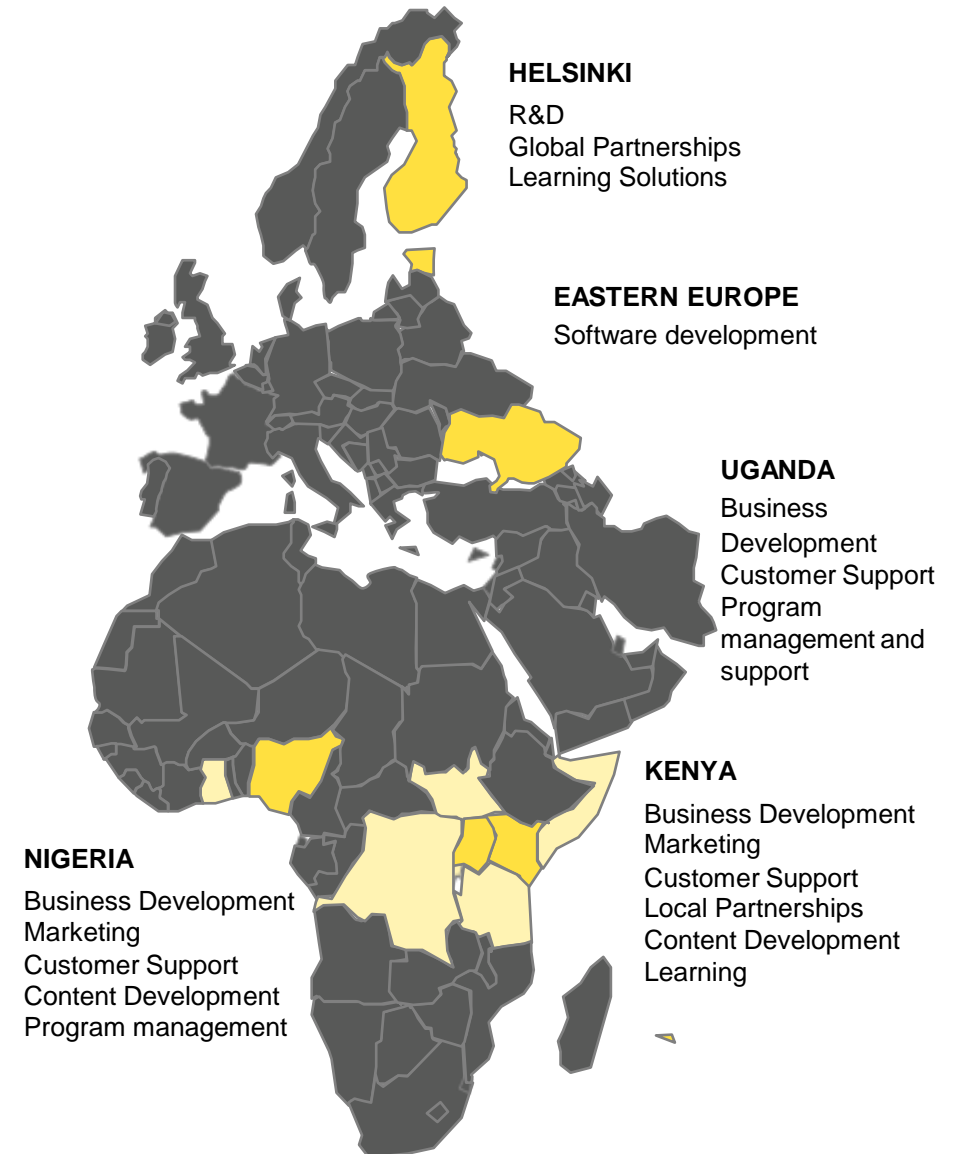 HELSINKI
R&D
Global Partnerships
Learning Solutions
EASTERN EUROPE
Software development
UGANDA
Business
Development
Customer Support
Program
management and
support
KENYA
Business Development
Marketing
Customer Support
Local Partnerships
Content Development
Learning
NIGERIA
Business Development
Marketing
Customer Support
Content Development
Program management